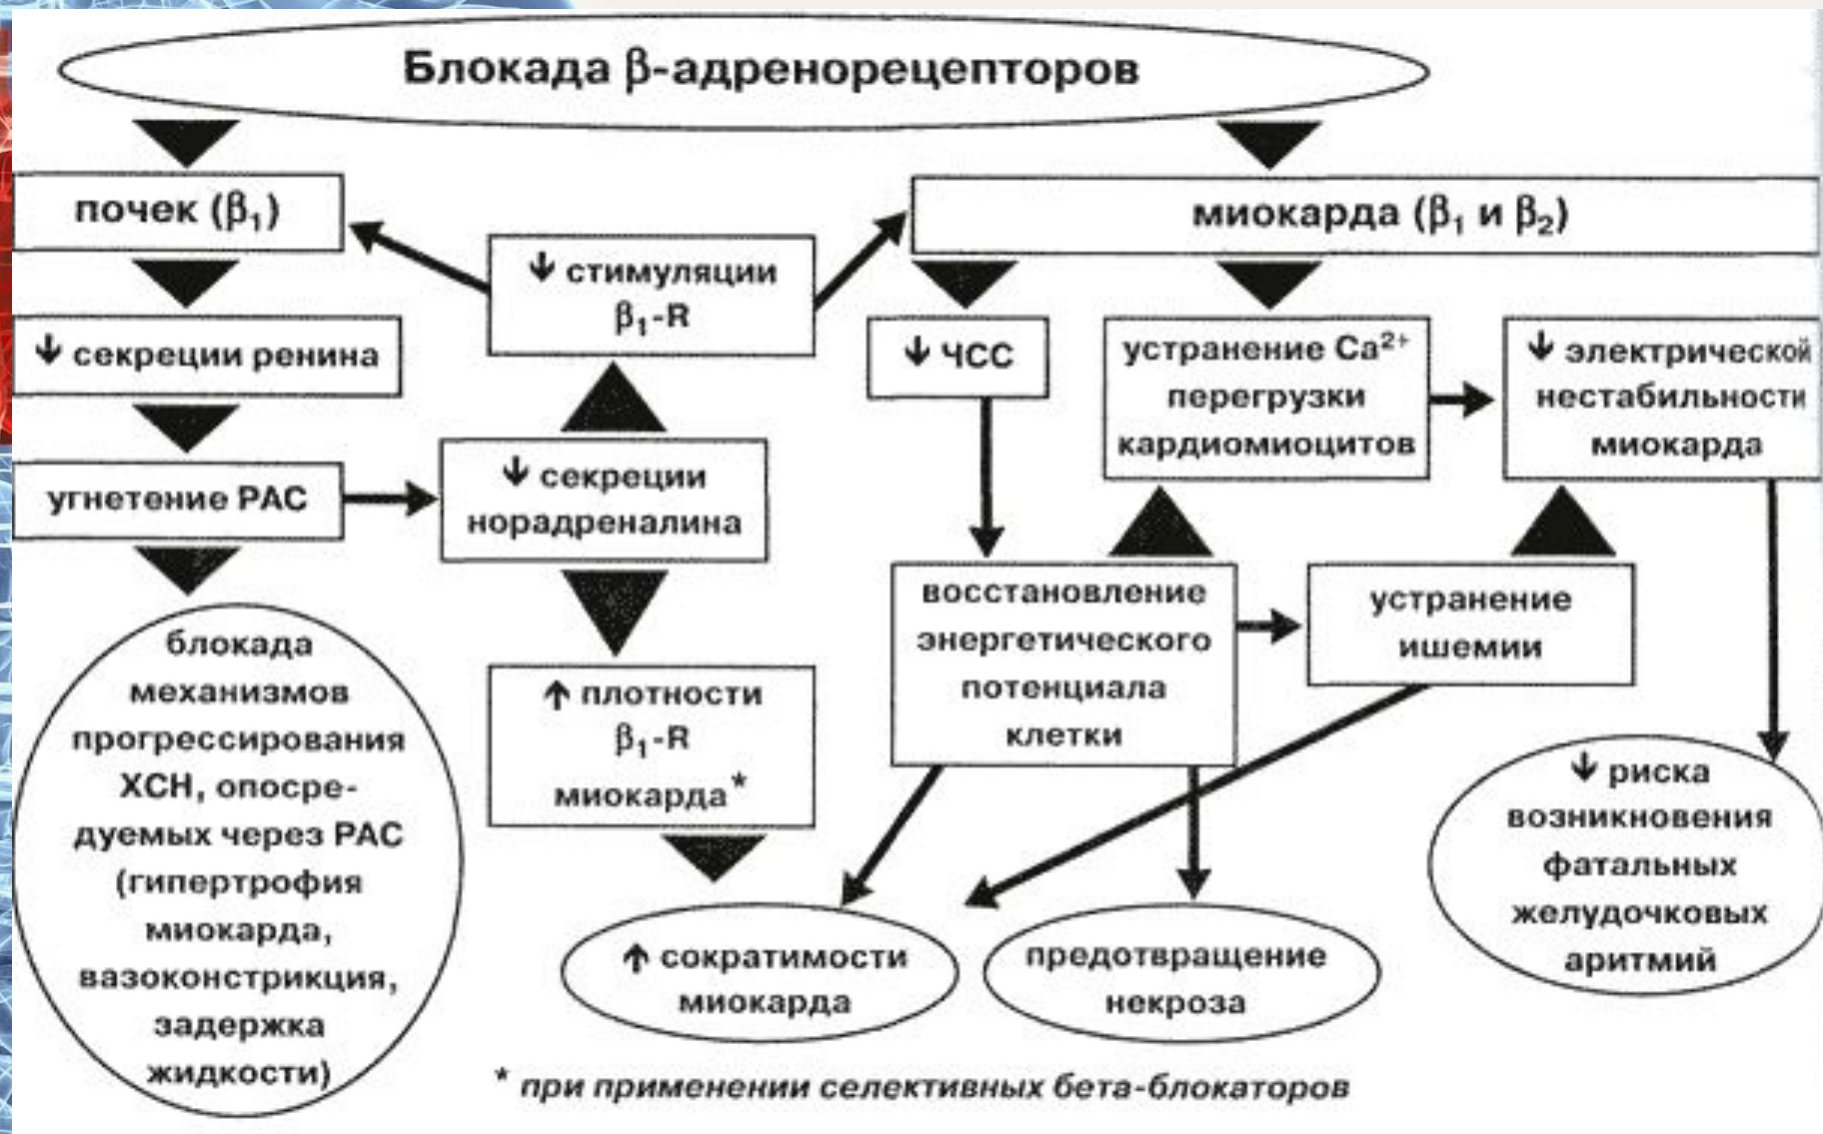 Блокада β-адренорецепторов
почек (β₁)
миокарда (β₁ и β₂)
↓ стимуляции
β₁-R
↓ секреции ренина
↓ ЧСС
устранение Ca²⁺
перегрузки
кардиомиоцитов
↓ электрической
нестабильности
миокарда
угнетение РАС
↓ секреции
норадреналина
восстановление
энергетического
потенциала
клетки
устранение
ишемии
блокада
механизмов
прогрессирования
ХСН, опосре-
дуемых через РАС
(гипертрофия
миокарда,
вазоконстрикция,
задержка
жидкости)
↑ плотности
β₁-R
миокарда*
↓ риска
возникновения
фатальных
желудочковых
аритмий
↑ сократимости
миокарда
предотвращение
некроза
* при применении селективных бета-блокаторов